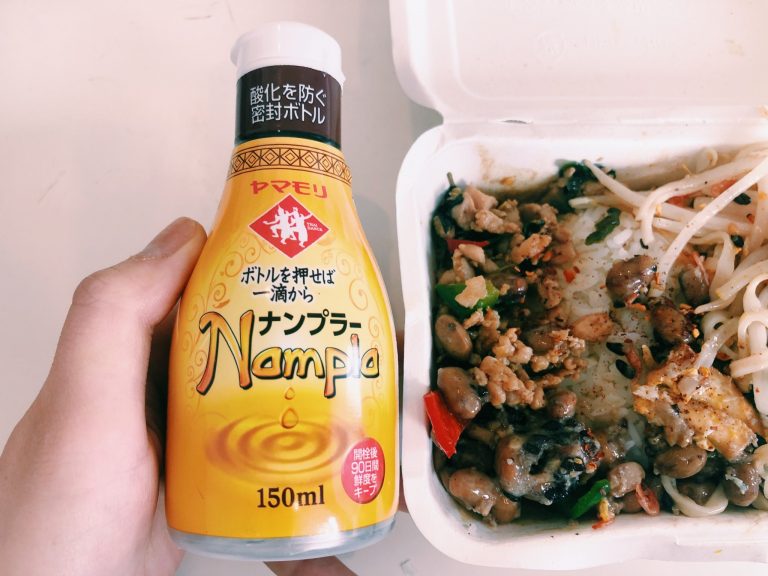 酸化を防ぐ
密封ボトル
ヤマモリ
THAI DANCE
ボトルを押せば
一滴から
ナンプラー
Nampla
開栓後
90日間
鮮度を
キープ
150ml